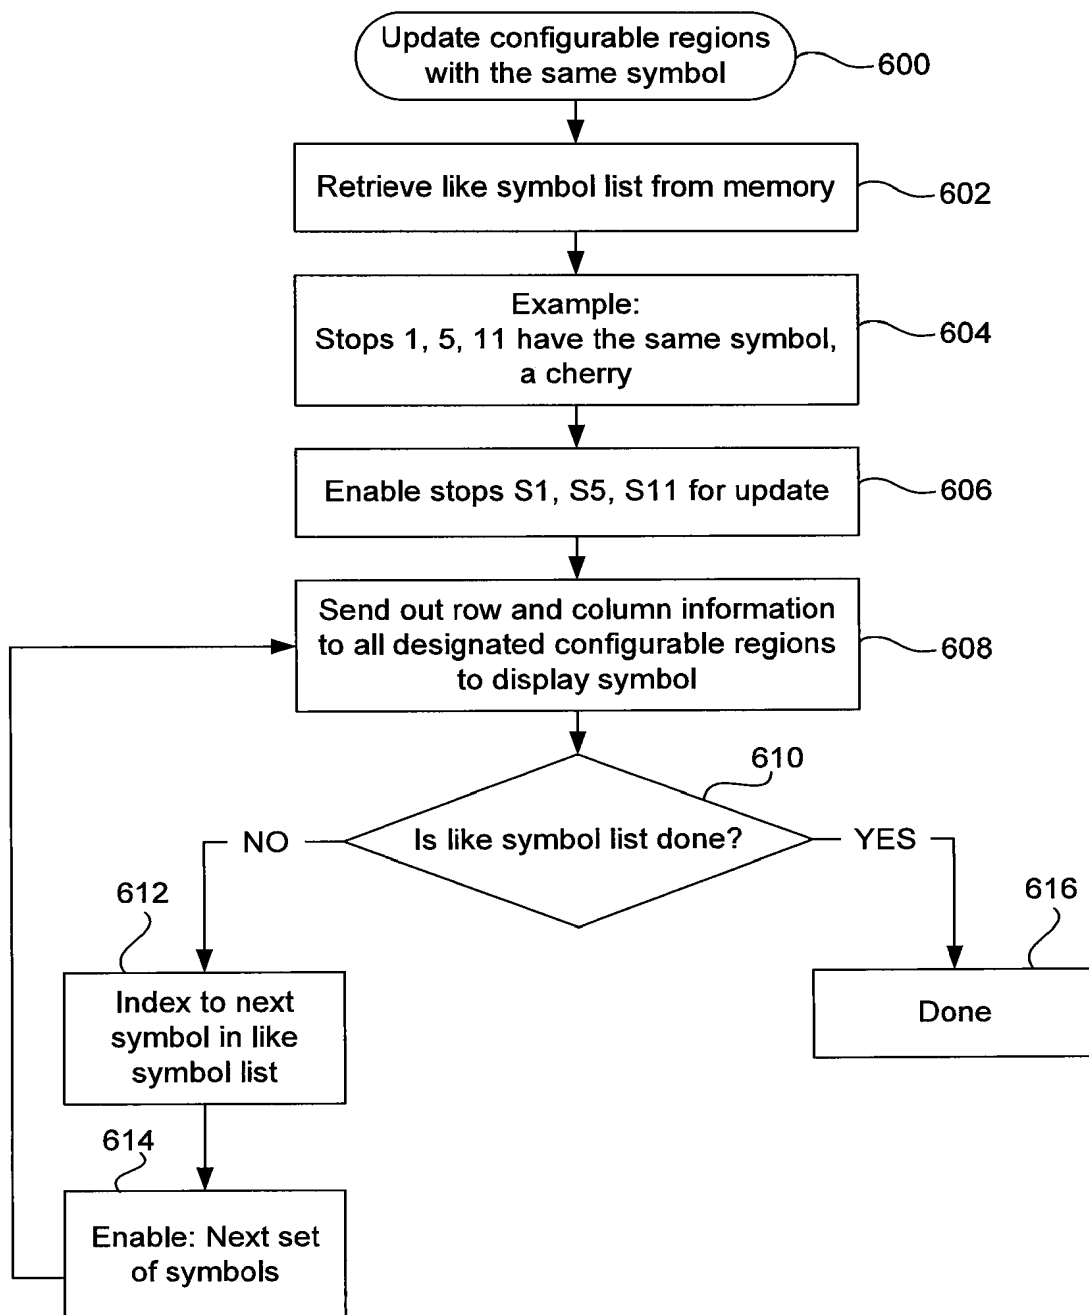 Update configurable regions
with the same symbol
600
Retrieve like symbol list from memory
602
Example:
Stops 1, 5, 11 have the same symbol,
a cherry
604
Enable stops S1, S5, S11 for update
606
Send out row and column information
to all designated configurable regions
to display symbol
608
610
Is like symbol list done?
NO
YES
612
616
Index to next
symbol in like
symbol list
Done
614
Enable: Next set
of symbols